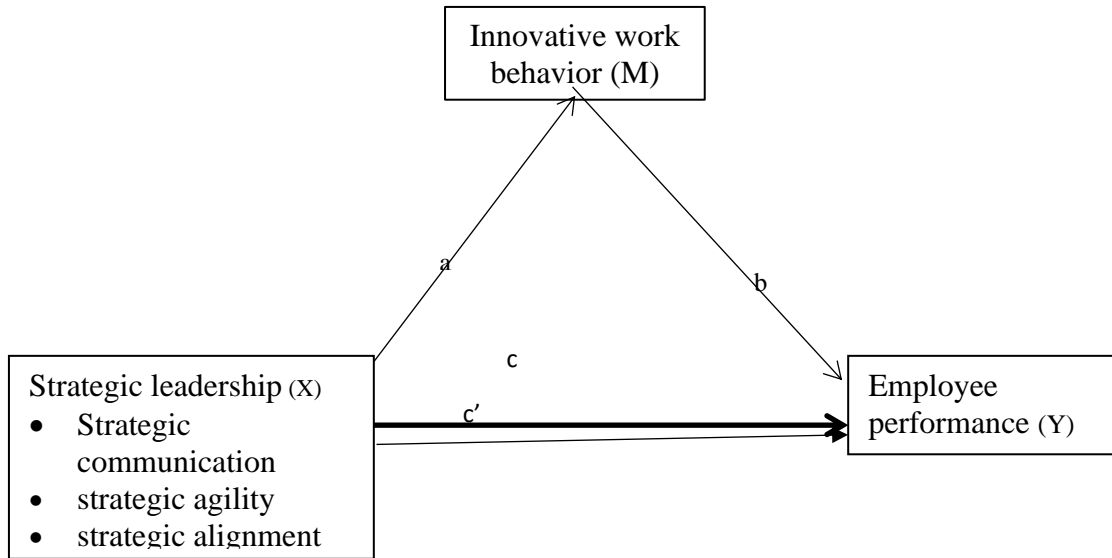 Innovative work
behavior (M)
a
b
c
Strategic leadership (X)
• Strategic
communication
• strategic agility
• strategic alignment
c’
Employee
performance (Y)